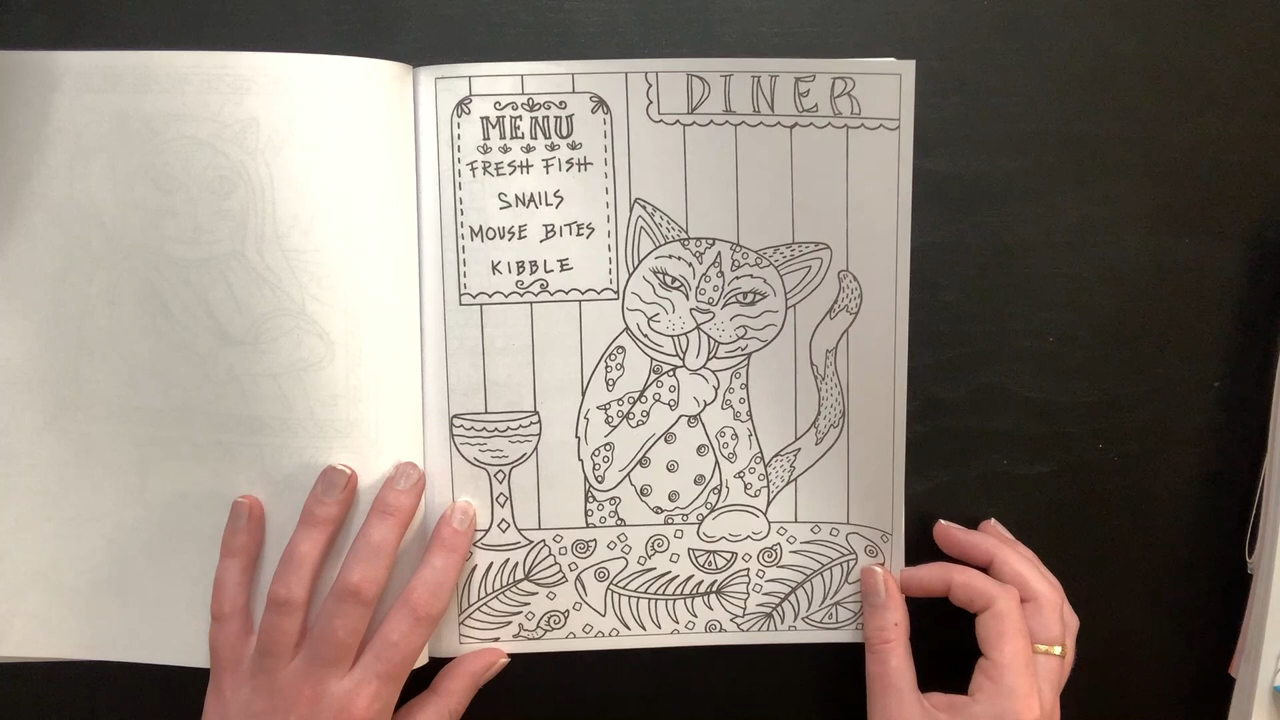 DINER
MENU
FRESH FISH
SNAILS
MOUSE BITES
KIBBLE